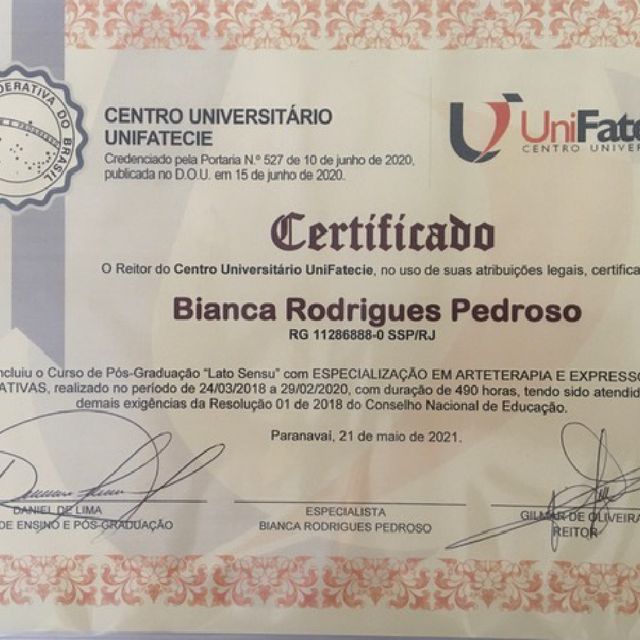 DERATIVA DO BRASIL
CENTRO UNIVERSITÁRIO
UNIFATECIE
Credenciado pela Portaria N.º 527 de 10 de junho de 2020,
publicada no D.O.U. em 15 de junho de 2020.
UniFate
CENTRO UNIVER
Certificado
O Reitor do Centro Universitário UniFatecie, no uso de suas atribuições legais, certifica
Bianca Rodrigues Pedroso
RG 11286888-0 SSP/RJ
ncluiu o Curso de Pós-Graduação "Lato Sensu" com ESPECIALIZAÇÃO EM ARTETERAPIA E EXPRESSÕ
ATIVAS, realizado no período de 24/03/2018 a 29/02/2020, com duração de 490 horas, tendo sido atendid
demais exigências da Resolução 01 de 2018 do Conselho Nacional de Educação.
Paranavaí, 21 de maio de 2021.
DANIEL DE LIMA
DE ENSINO E PÓS-GRADUAÇÃO
ESPECIALISTA
BIANCA RODRIGUES PEDROSO
GILMAR DE OLIVEIRA
REITOR